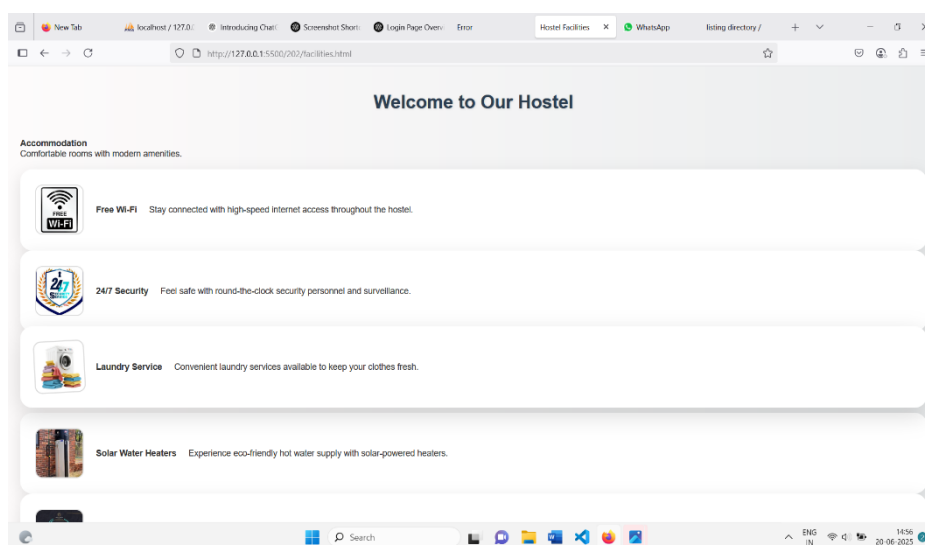 New Tab
localhost / 127.0.
Introducing Chat
Screenshot Short
Login Page Overv
Error
Hostel Facilities
WhatsApp
listing directory /
http://127.0.0.1:5500/202/facilities.html
Welcome to Our Hostel
Accommodation
Comfortable rooms with modern amenities.
FREE
Wi-Fi
Free Wi-Fi Stay connected with high-speed internet access throughout the hostel.
24/7
24/7 Security Feel safe with round-the-clock security personnel and surveillance.
Laundry Service Convenient laundry services available to keep your clothes fresh.
Solar Water Heaters Experience eco-friendly hot water supply with solar-powered heaters.
Search
ENG
IN
14:56
20-06-2025